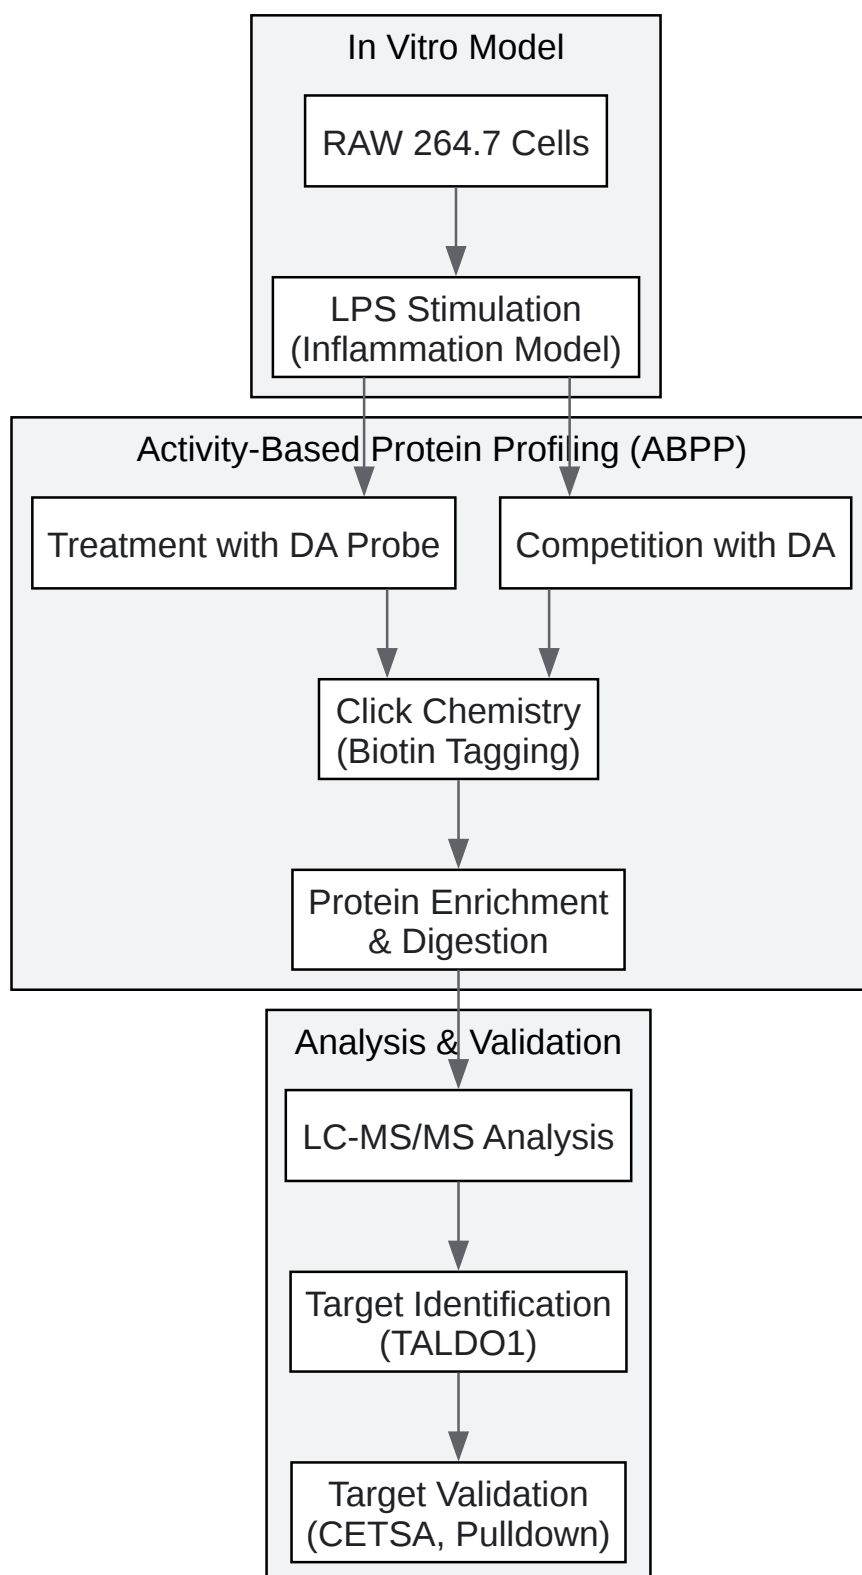 In Vitro Model
RAW 264.7 Cells
LPS Stimulation
(Inflammation Model)
Activity-Based Protein Profiling (ABPP)
Treatment with DA Probe
Competition with DA
Click Chemistry
(Biotin Tagging)
Protein Enrichment
& Digestion
Analysis & Validation
LC-MS/MS Analysis
Target Identification
(TALDO1)
Target Validation
(CETSA, Pulldown)